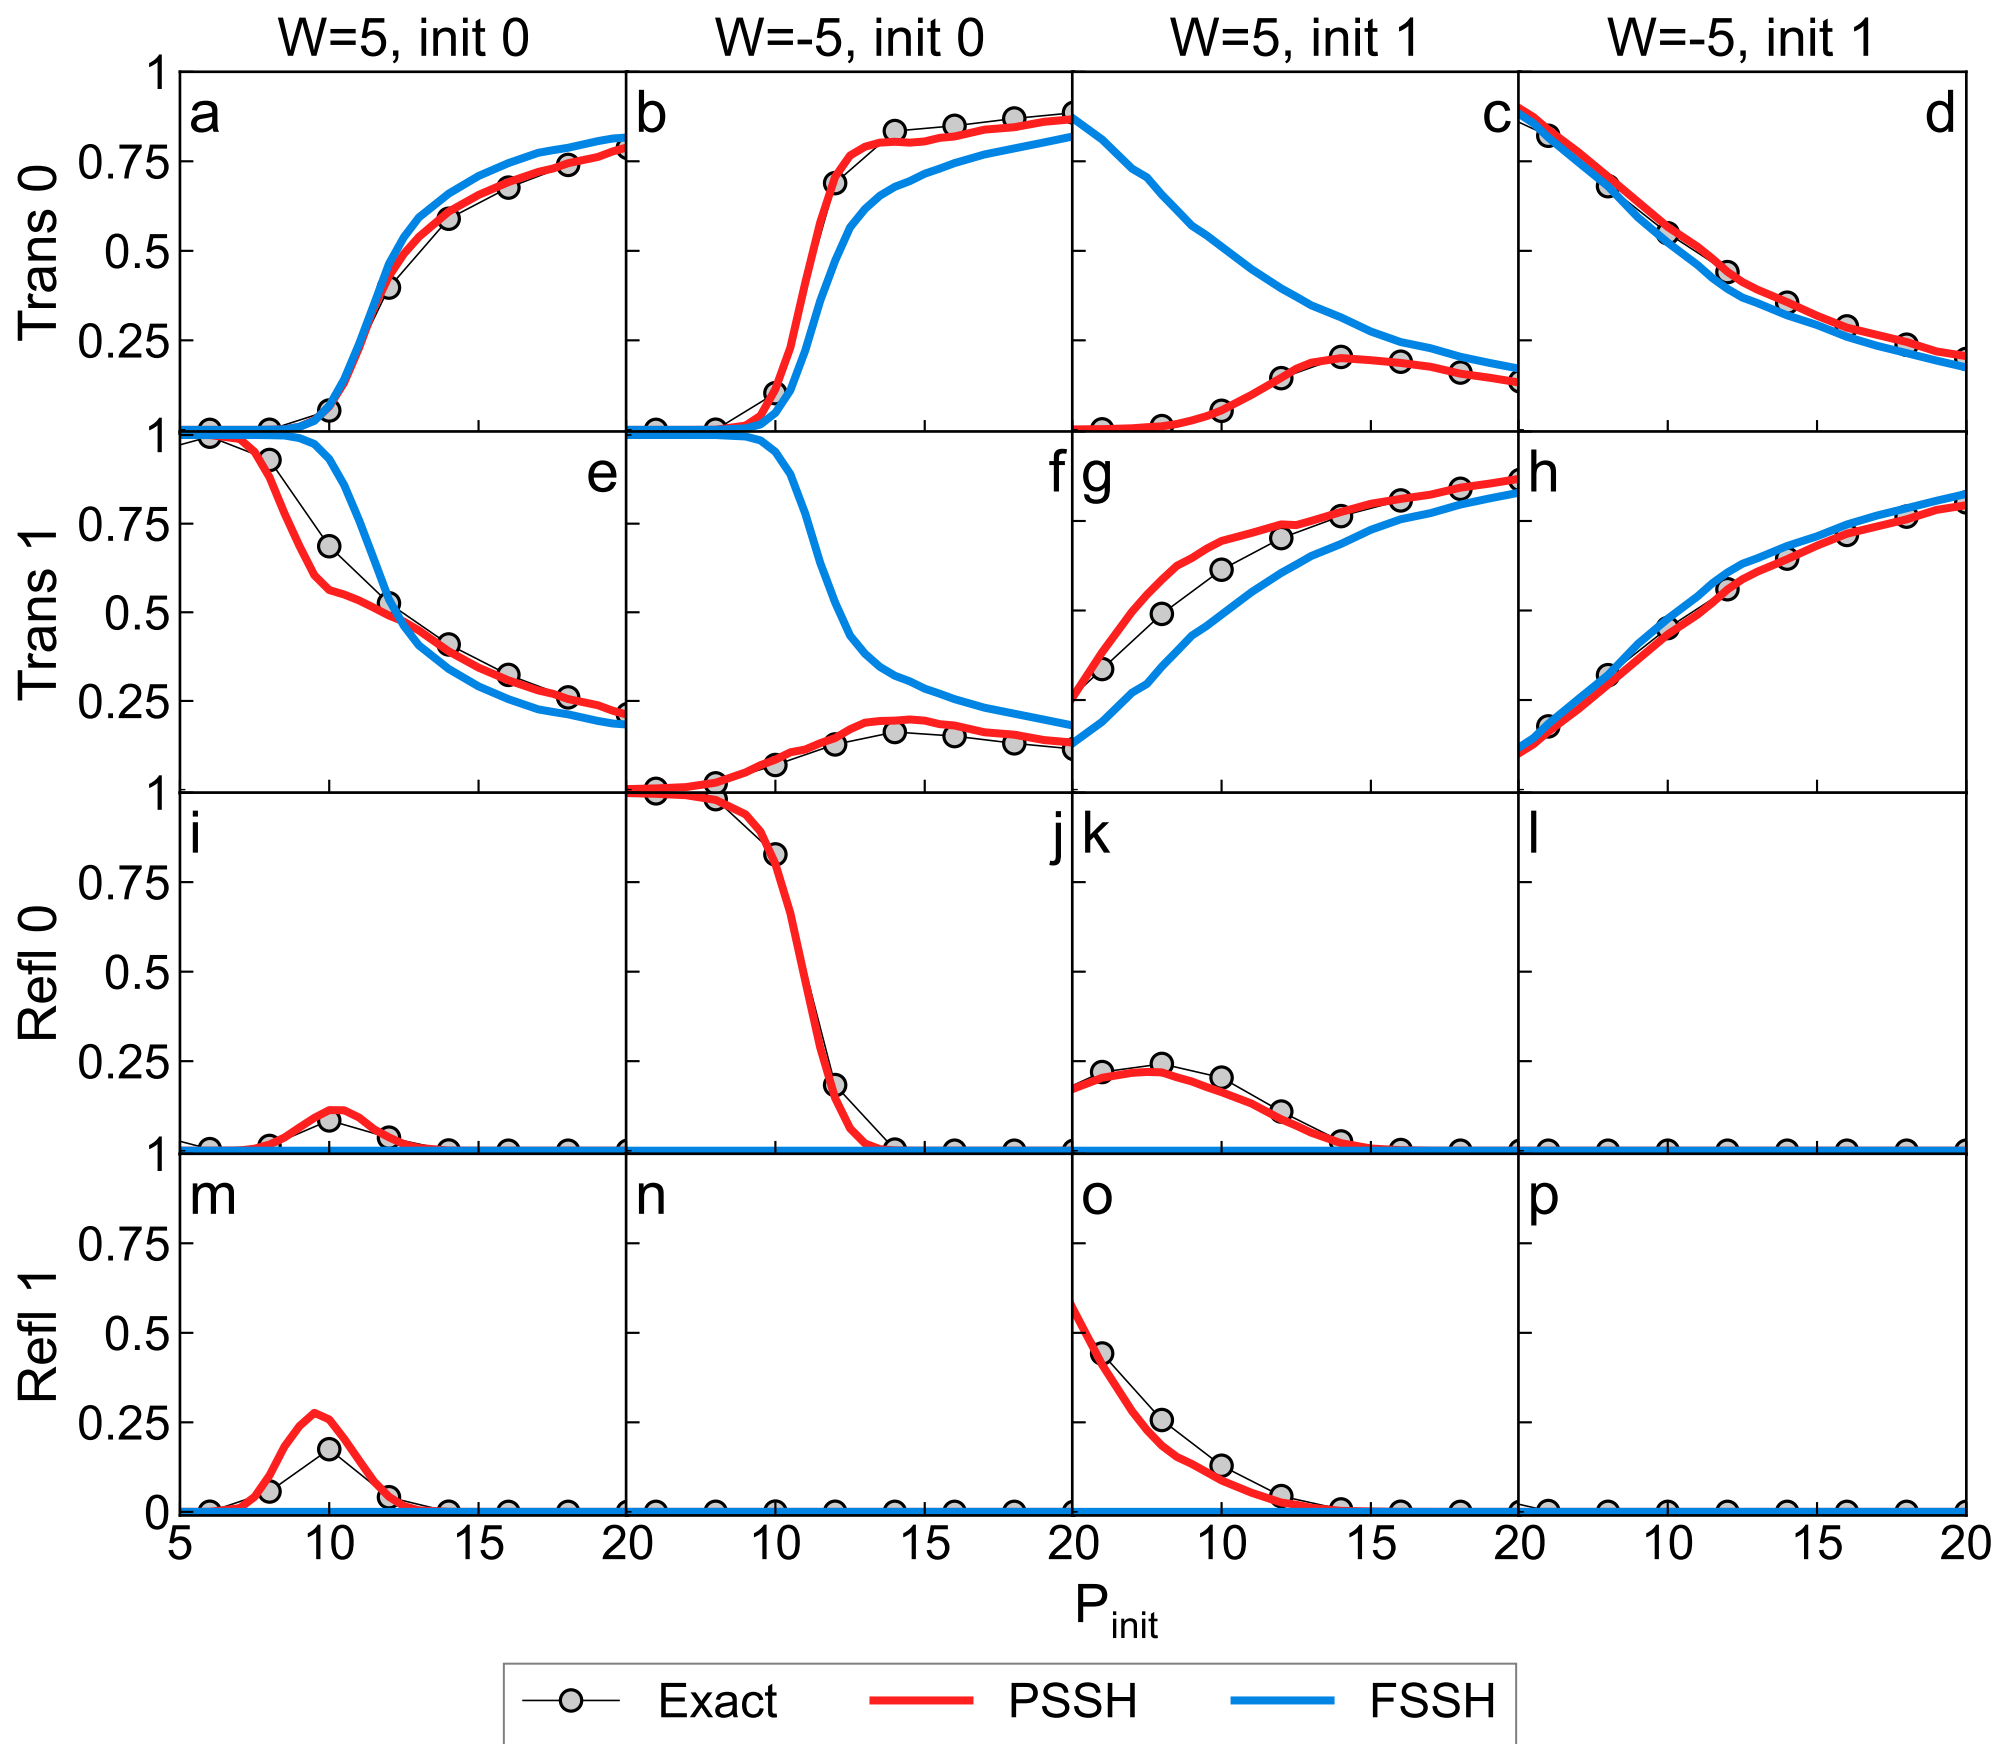 W=5, init 0 W=-5, init 0 W=5, init 1 W=-5, init 1
Trans 0
1
0.75
0.5
0.25
a b c d
Trans 1
1
0.75
0.5
0.25
e f g h
Refl 0
1
0.75
0.5
0.25
i j k l
Refl 1
1
0.75
0.5
0.25
0
m n o p
5 10 15 20 10 15 20 10 15 20 10 15 20
P_init
Exact PSSH FSSH